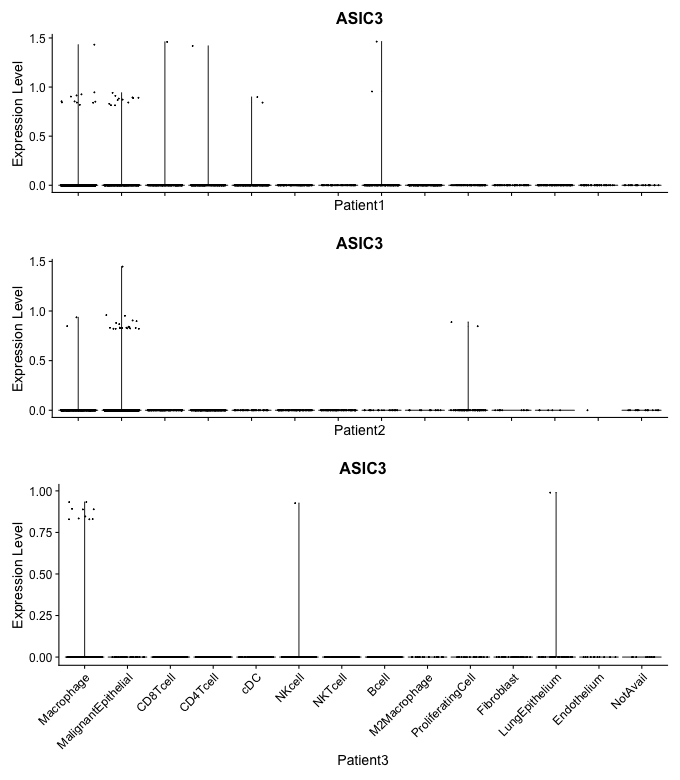 ASIC3
Expression Level
1.5
1.0
0.5
0.0
Patient1
ASIC3
Expression Level
1.5
1.0
0.5
0.0
Patient2
ASIC3
Expression Level
1.00
0.75
0.50
0.25
0.00
Macrophage
MalignantEpithelial
CD8Tcell
CD4Tcell
cDC
NKcell
NKTcell
Bcell
M2Macrophage
ProliferatingCell
Fibroblast
LungEpithelium
Endothelium
NotAvail
Patient3